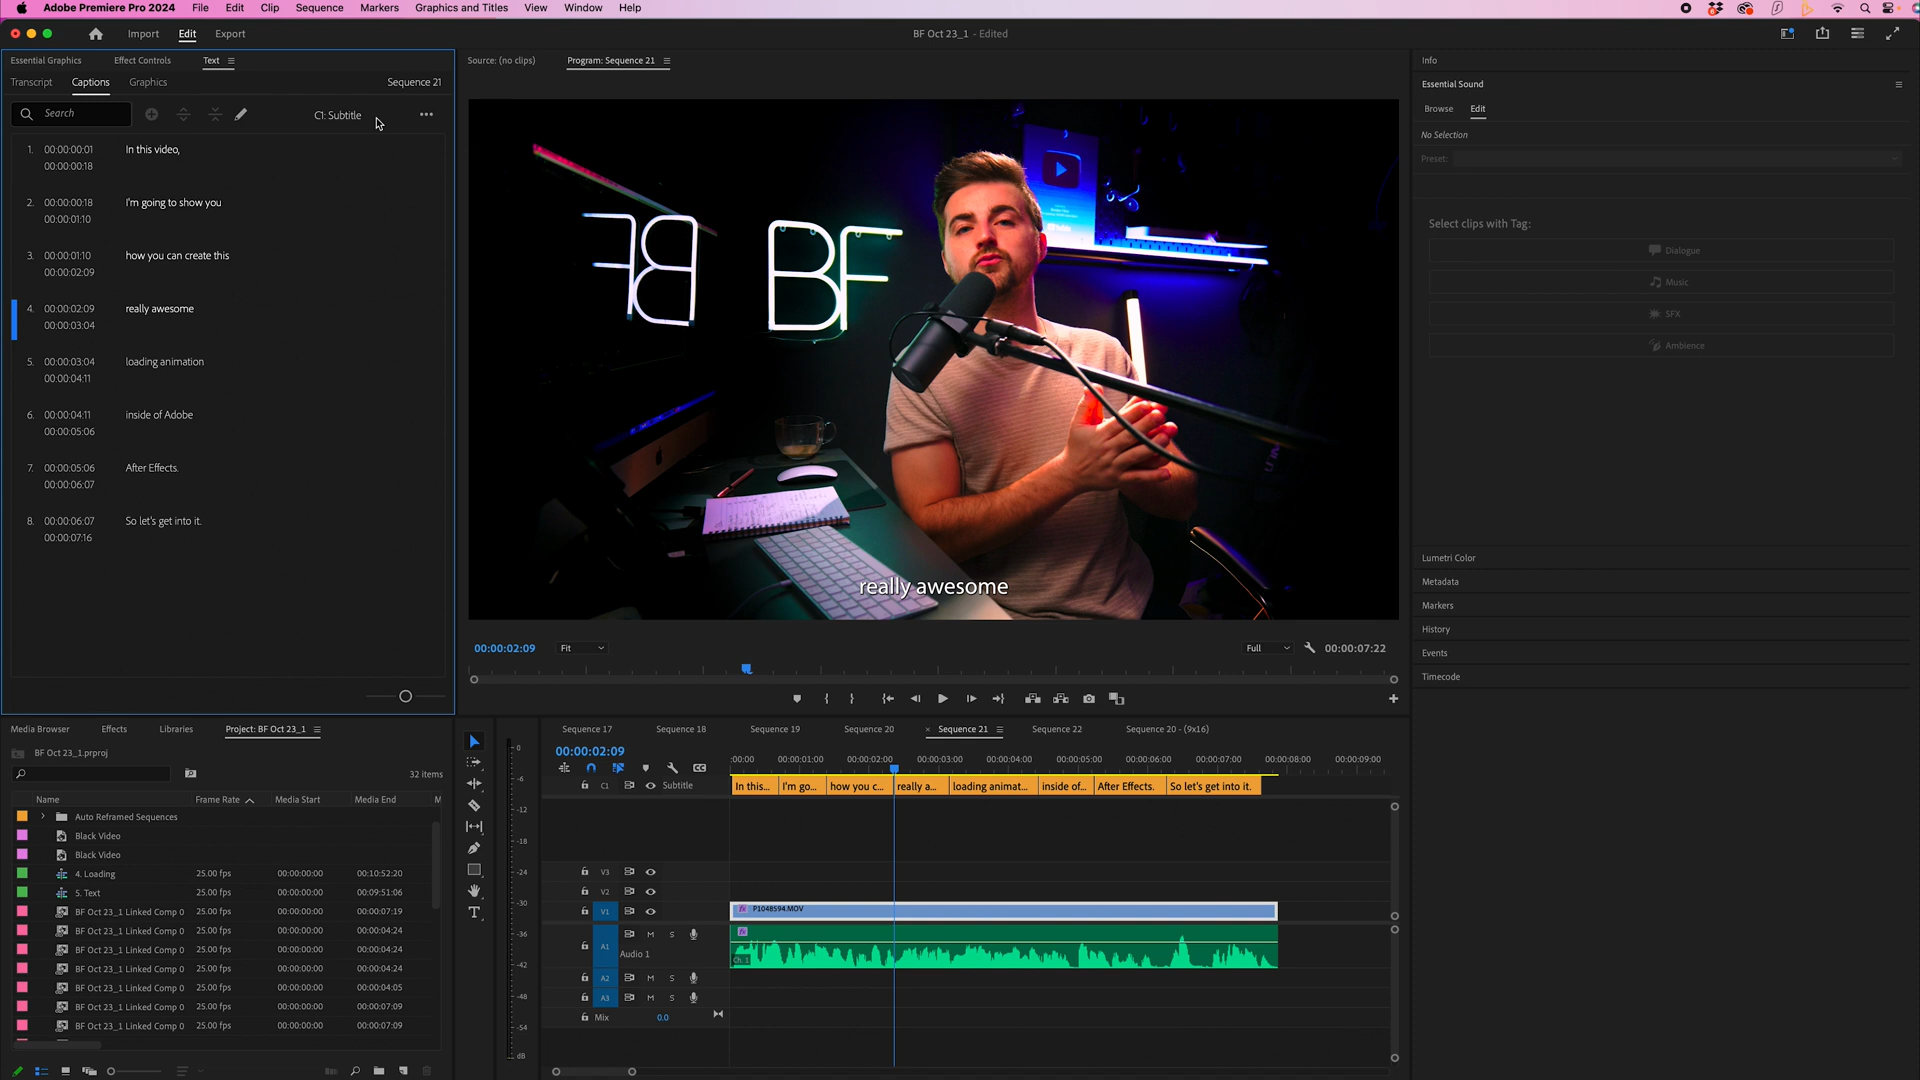 Adobe Premiere Pro 2024 File Edit Clip Sequence Markers Graphics and Titles View Window Help
Import Edit Export
BF Oct 23_1 - Edited
Essential Graphics Effect Controls Text
Transcript Captions Graphics Sequence 21
Search
C1: Subtitle
1. 00:00:00:01 In this video,
00:00:00:18
2. 00:00:00:18 I'm going to show you
00:00:01:10
3. 00:00:01:10 how you can create this
00:00:02:09
4. 00:00:02:09 really awesome
00:00:03:04
5. 00:00:03:04 loading animation
00:00:04:11
6. 00:00:04:11 inside of Adobe
00:00:05:06
7. 00:00:05:06 After Effects.
00:00:06:07
8. 00:00:06:07 So let's get into it.
00:00:07:16
Source: (no clips) Program: Sequence 21
BF
really awesome
00:00:02:09 Fit Full 00:00:07:22
Info
Essential Sound
Browse Edit
No Selection
Preset:
Select clips with Tag:
Dialogue
Music
SFX
Ambience
Lumetri Color
Metadata
Markers
History
Events
Timecode
Media Browser Effects Libraries Project: BF Oct 23_1
BF Oct 23_1.prproj
32 items
Name Frame Rate Media Start Media End M
Auto Reframed Sequences
Black Video
Black Video
4. Loading 25.00 fps 00:00:00:00 00:10:52:20
5. Text 25.00 fps 00:00:00:00 00:09:51:06
BF Oct 23_1 Linked Comp 0 25.00 fps 00:00:00:00 00:00:07:19
BF Oct 23_1 Linked Comp 0 25.00 fps 00:00:00:00 00:00:04:24
BF Oct 23_1 Linked Comp 0 25.00 fps 00:00:00:00 00:00:04:24
BF Oct 23_1 Linked Comp 0 25.00 fps 00:00:00:00 00:00:04:24
BF Oct 23_1 Linked Comp 0 25.00 fps 00:00:00:00 00:00:04:05
BF Oct 23_1 Linked Comp 0 25.00 fps 00:00:00:00 00:00:07:09
BF Oct 23_1 Linked Comp 0 25.00 fps 00:00:00:00 00:00:07:09
0
-6
-12
-18
-24
-30
-36
-42
-48
-54
dB
Sequence 17 Sequence 18 Sequence 19 Sequence 20 × Sequence 21 Sequence 22 Sequence 20 - (9x16)
00:00:02:09
:00:00 00:00:01:00 00:00:02:00 00:00:03:00 00:00:04:00 00:00:05:00 00:00:06:00 00:00:07:00 00:00:08:00 00:00:09:00
C1 Subtitle In this... I'm go... how you c... really a... loading animat... inside of... After Effects. So let's get into it.
V3
V2
V1 fx P1048594.MOV
A1 M S fx
Audio 1 Ch. 1
A2 M S
A3 M S
Mix 0.0